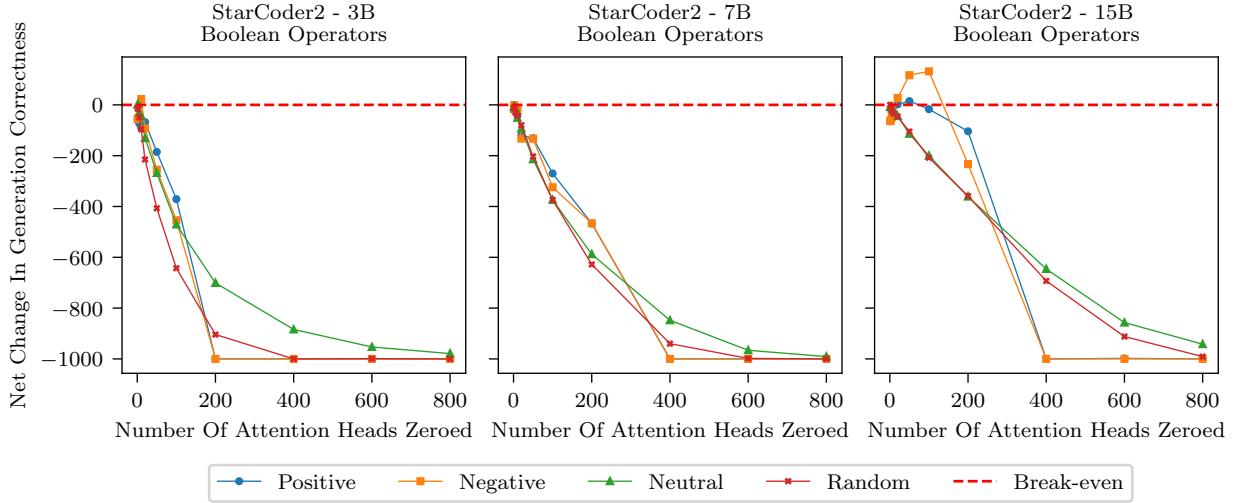 StarCoder2 - 3B
Boolean Operators
StarCoder2 - 7B
Boolean Operators
StarCoder2 - 15B
Boolean Operators
Net Change In Generation Correctness
0
−200
−400
−600
−800
−1000
0 200 400 600 800
0 200 400 600 800
0 200 400 600 800
Number Of Attention Heads Zeroed
Number Of Attention Heads Zeroed
Number Of Attention Heads Zeroed
Positive Negative Neutral Random Break-even